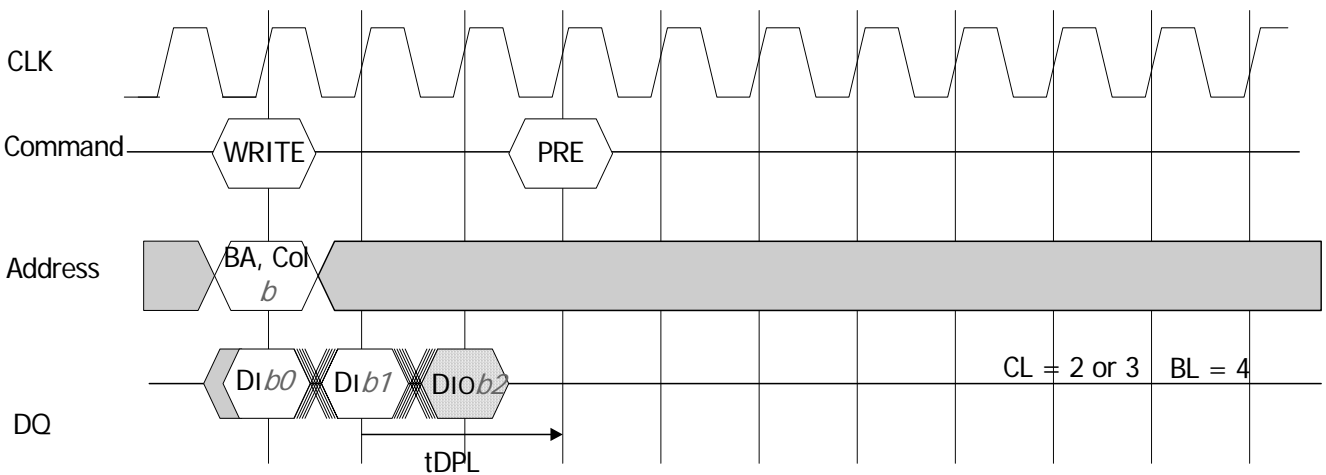 CLK
Command
WRITE
PRE
Address
BA, Col
b
DQ
DIb0
DIb1
DIOb2
CL = 2 or 3
BL = 4
tDPL